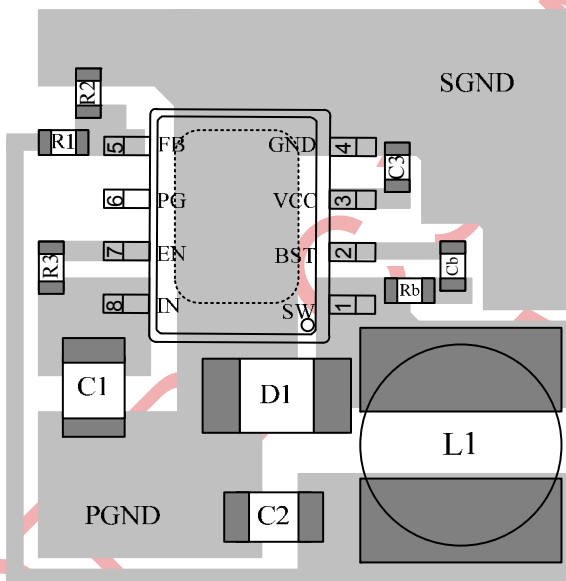 SGND
R2
R1
5 FB
GND 4
C3
6 PG
VCC 3
R3
7 EN
BST 2
Cb
8 IN
SW 1
Rb
C1
D1
L1
PGND
C2